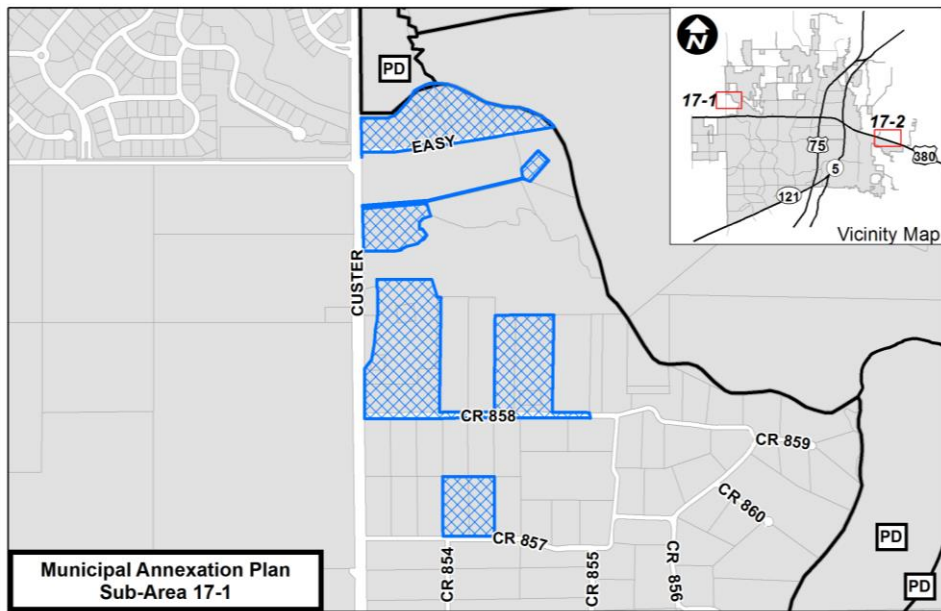 PD
EASY
CUSTER
CR 858
CR 859
CR 860
CR 857
CR 854
CR 855
CR 856
PD
PD
Municipal Annexation Plan
Sub-Area 17-1
N
17-1
17-2
75
380
5
121
Vicinity Map